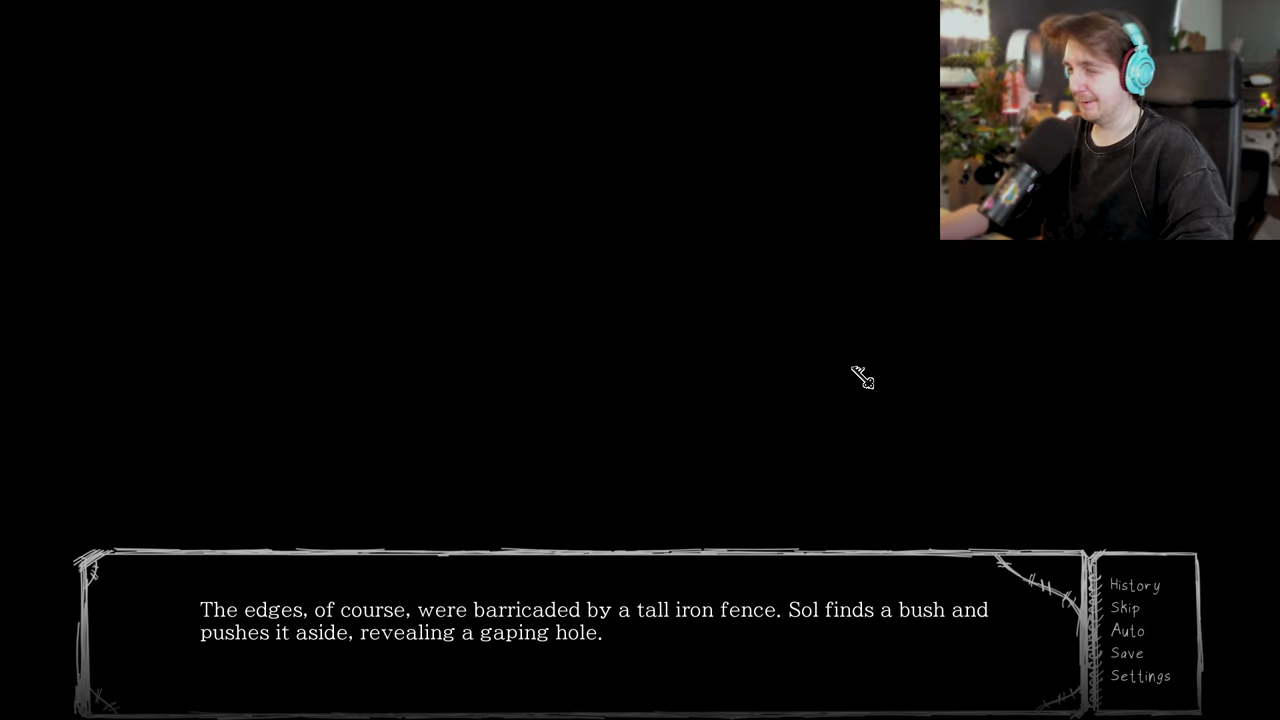 The edges, of course, were barricaded by a tall iron fence. Sol finds a bush and
pushes it aside, revealing a gaping hole.
History
Skip
Auto
Save
Settings